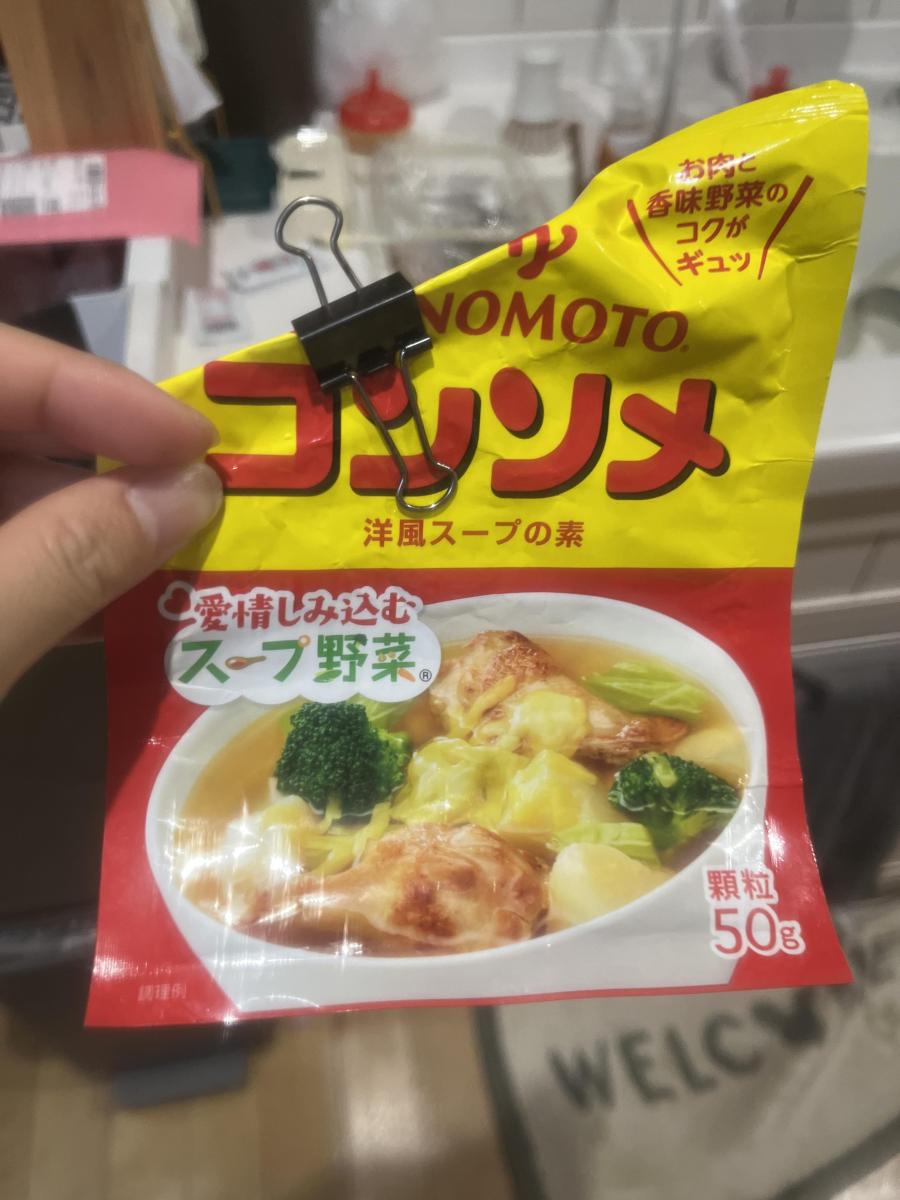 お肉と
香味野菜の
コクが
ギュッ
NOMOTO®
コンソメ
洋風スープの素
愛情しみ込む
スープ野菜®
顆粒
50g
調理例
WELC